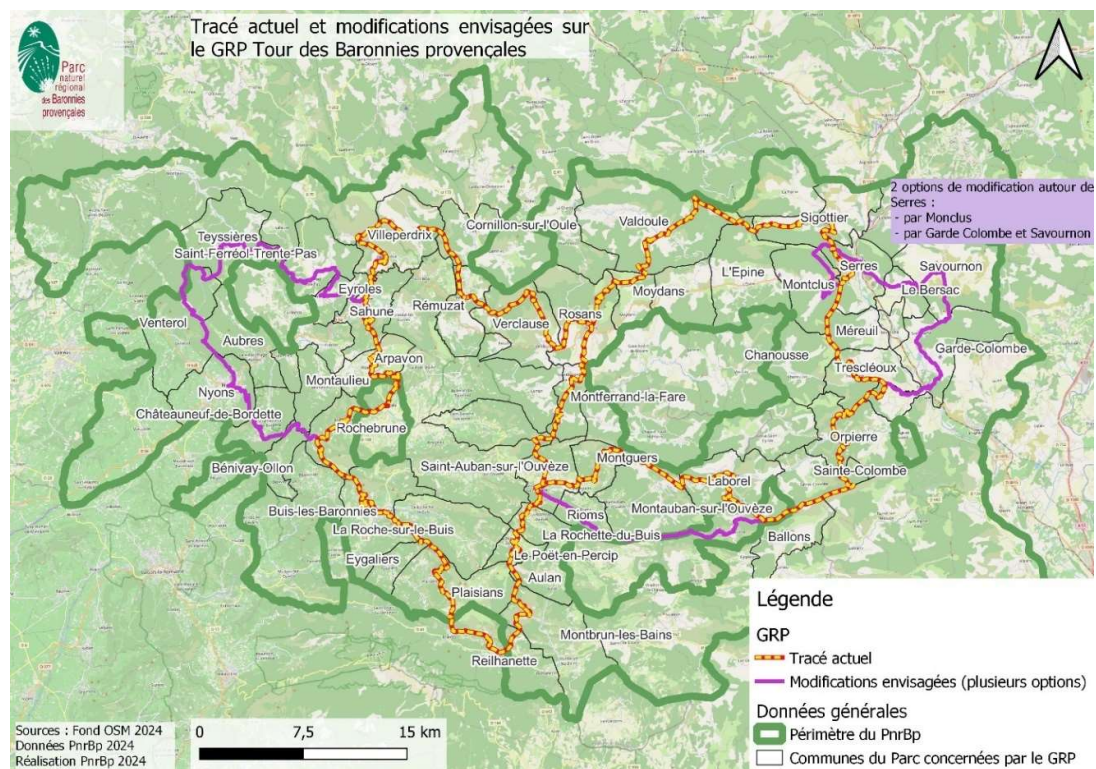 Tracé actuel et modifications envisagées sur
le GRP Tour des Baronnies provençales
Parc
naturel
régional
des Baronnies
provençales
2 options de modification autour de
Serres :
- par Monclus
- par Garde Colombe et Savournon
Teyssières
Saint-Ferréol-Trente-Pas
Villeperdrix
Cornillon-sur-l'Oule
Valdoule
Sigottier
L'Epine
Montclus
Serres
Savournon
Le Bersac
Eyroles
Sahune
Rémuzat
Verclause
Rosans
Moydans
Venterol
Aubres
Méreuil
Garde-Colombe
Arpavon
Montaulieu
Chanousse
Trescléoux
Nyons
Châteauneuf-de-Bordette
Rochebrune
Montferrand-la-Fare
Orpierre
Bénivay-Ollon
Saint-Auban-sur-l'Ouvèze
Montguers
Laborel
Sainte-Colombe
Buis-les-Baronnies
Rioms
Montauban-sur-l'Ouvèze
La Roche-sur-le-Buis
La Rochette-du-Buis
Ballons
Eygaliers
Le Poët-en-Percip
Aulan
Plaisians
Montbrun-les-Bains
Reilhanette
Légende
GRP
Tracé actuel
Modifications envisagées (plusieurs options)
Données générales
Périmètre du PnrBp
Communes du Parc concernées par le GRP
Sources : Fond OSM 2024
Données PnrBp 2024
Réalisation PnrBp 2024
0 7,5 15 km